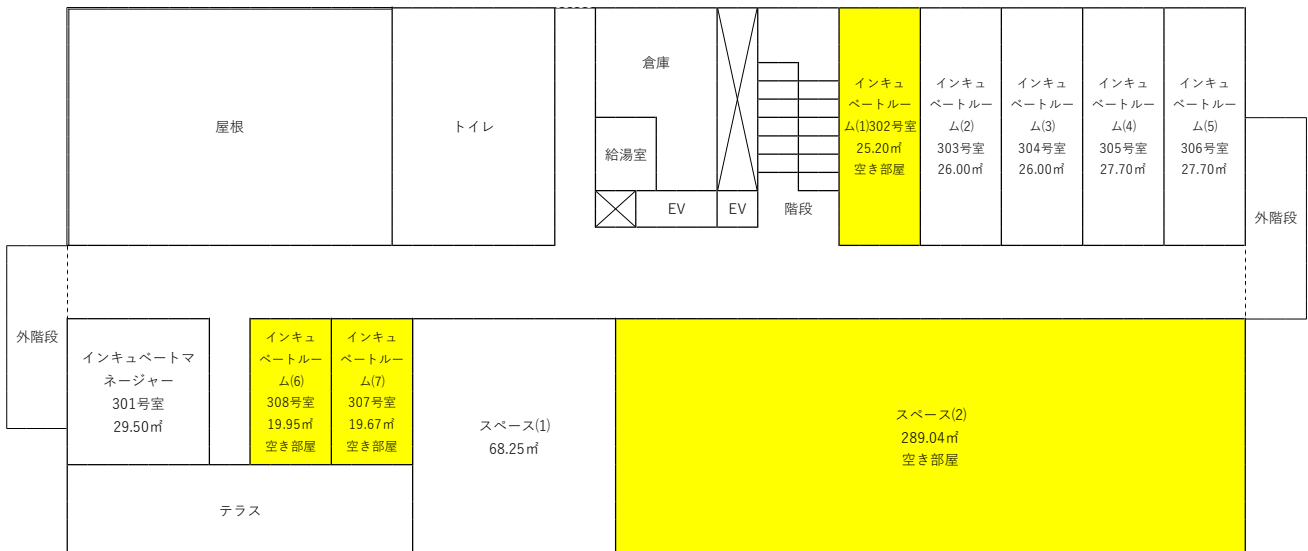 屋根
トイレ
倉庫
給湯室
EV
EV
階段
インキュ
ベートルー
ム⑴302号室
25.20㎡
空き部屋
インキュ
ベートルー
ム⑵
303号室
26.00㎡
インキュ
ベートルー
ム⑶
304号室
26.00㎡
インキュ
ベートルー
ム⑷
305号室
27.70㎡
インキュ
ベートルー
ム⑸
306号室
27.70㎡
外階段
外階段
インキュベートマ
ネージャー
301号室
29.50㎡
インキュ
ベートルー
ム⑹
308号室
19.95㎡
空き部屋
インキュ
ベートルー
ム⑺
307号室
19.67㎡
空き部屋
スペース⑴
68.25㎡
スペース⑵
289.04㎡
空き部屋
テラス